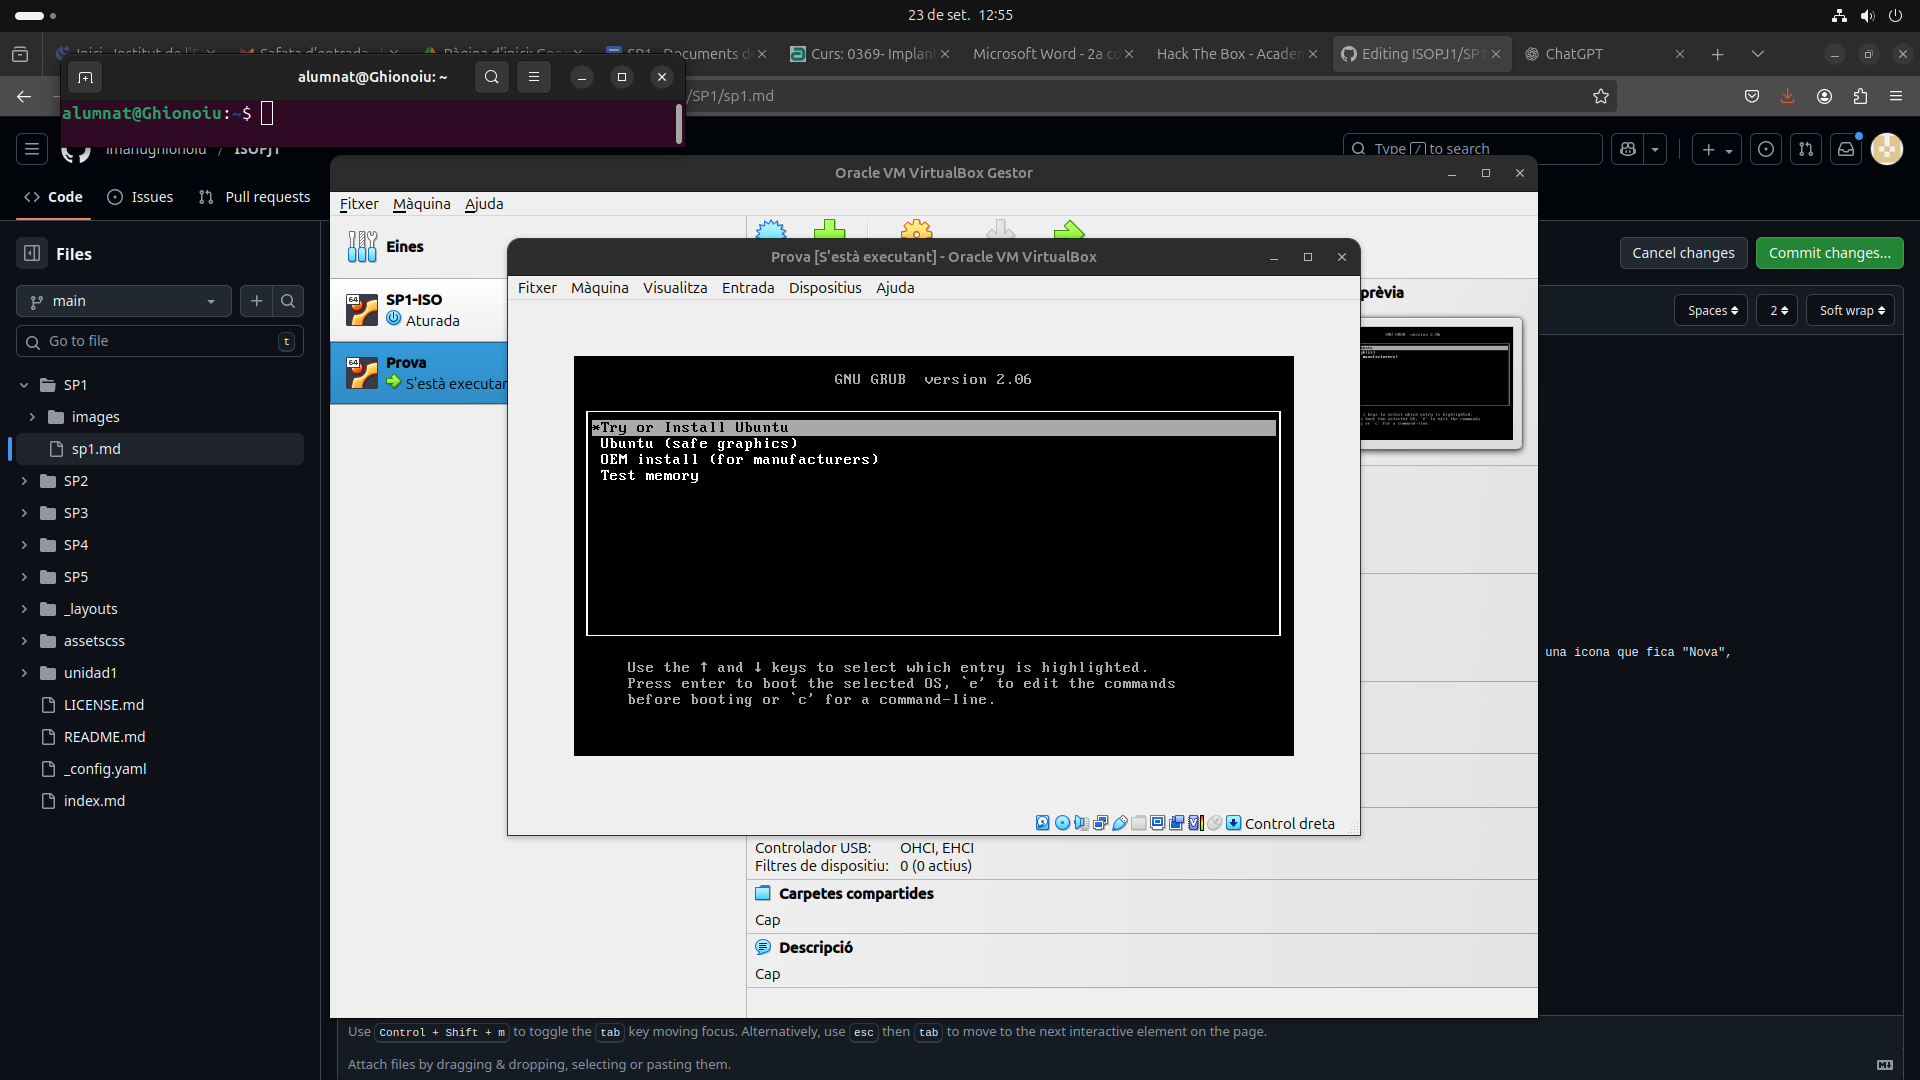 23 de set. 12:55
Inici - Institut de l'E
Safata d'entrada
Pàgina d'inici: Goo
SP1 - Documents de
Curs: 0369- Implant
Microsoft Word - 2a co
Hack The Box - Academ
Editing ISOPJ1/SP1
ChatGPT
alumnat@Ghionoiu: ~
/SP1/sp1.md
alumnat@Ghionoiu:~$
imanughionoiu / ISOPJ1
Type / to search
Oracle VM VirtualBox Gestor
Code
Issues
Pull requests
Fitxer Màquina Ajuda
Eines
Files
Cancel changes
Commit changes...
Prova [S'està executant] - Oracle VM VirtualBox
Fitxer Màquina Visualitza Entrada Dispositius Ajuda
main
SP1-ISO
Aturada
prèvia
Spaces
2
Soft wrap
Go to file
t
Prova
S'està executan
GNU GRUB version 2.06
*Try or Install Ubuntu
Ubuntu (safe graphics)
OEM install (for manufacturers)
Test memory
Use the ↑ and ↓ keys to select which entry is highlighted.
Press enter to boot the selected OS, `e' to edit the commands
before booting or `c' for a command-line.
SP1
images
sp1.md
SP2
SP3
SP4
SP5
_layouts
assetscss
unidad1
LICENSE.md
README.md
_config.yaml
index.md
una icona que fica "Nova",
Control dreta
Controlador USB: OHCI, EHCI
Filtres de dispositiu: 0 (0 actius)
Carpetes compartides
Cap
Descripció
Cap
Use Control + Shift + m to toggle the tab key moving focus. Alternatively, use esc then tab to move to the next interactive element on the page.
Attach files by dragging & dropping, selecting or pasting them.